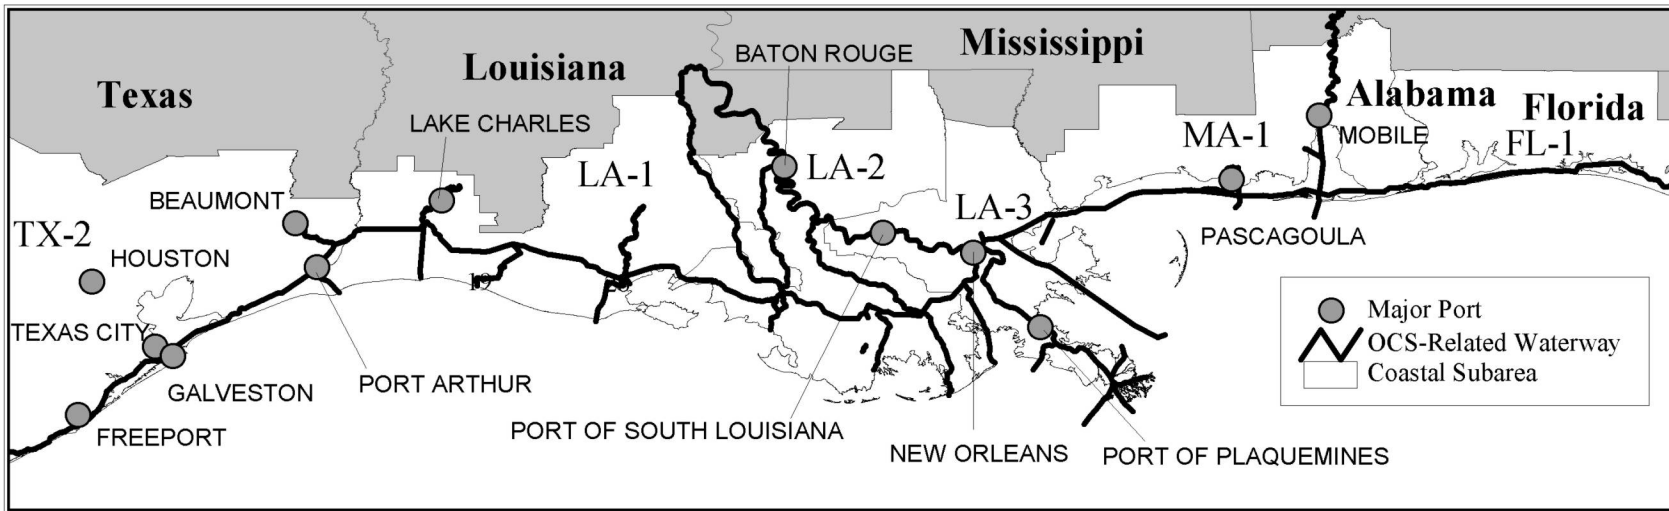 Texas
Louisiana
Mississippi
Alabama
Florida
BATON ROUGE
LAKE CHARLES
MOBILE
MA-1
FL-1
LA-1
LA-2
LA-3
BEAUMONT
TX-2
HOUSTON
PASCAGOULA
19
TEXAS CITY
GALVESTON
PORT ARTHUR
FREEPORT
PORT OF SOUTH LOUISIANA
NEW ORLEANS
PORT OF PLAQUEMINES
Major Port
OCS-Related Waterway
Coastal Subarea